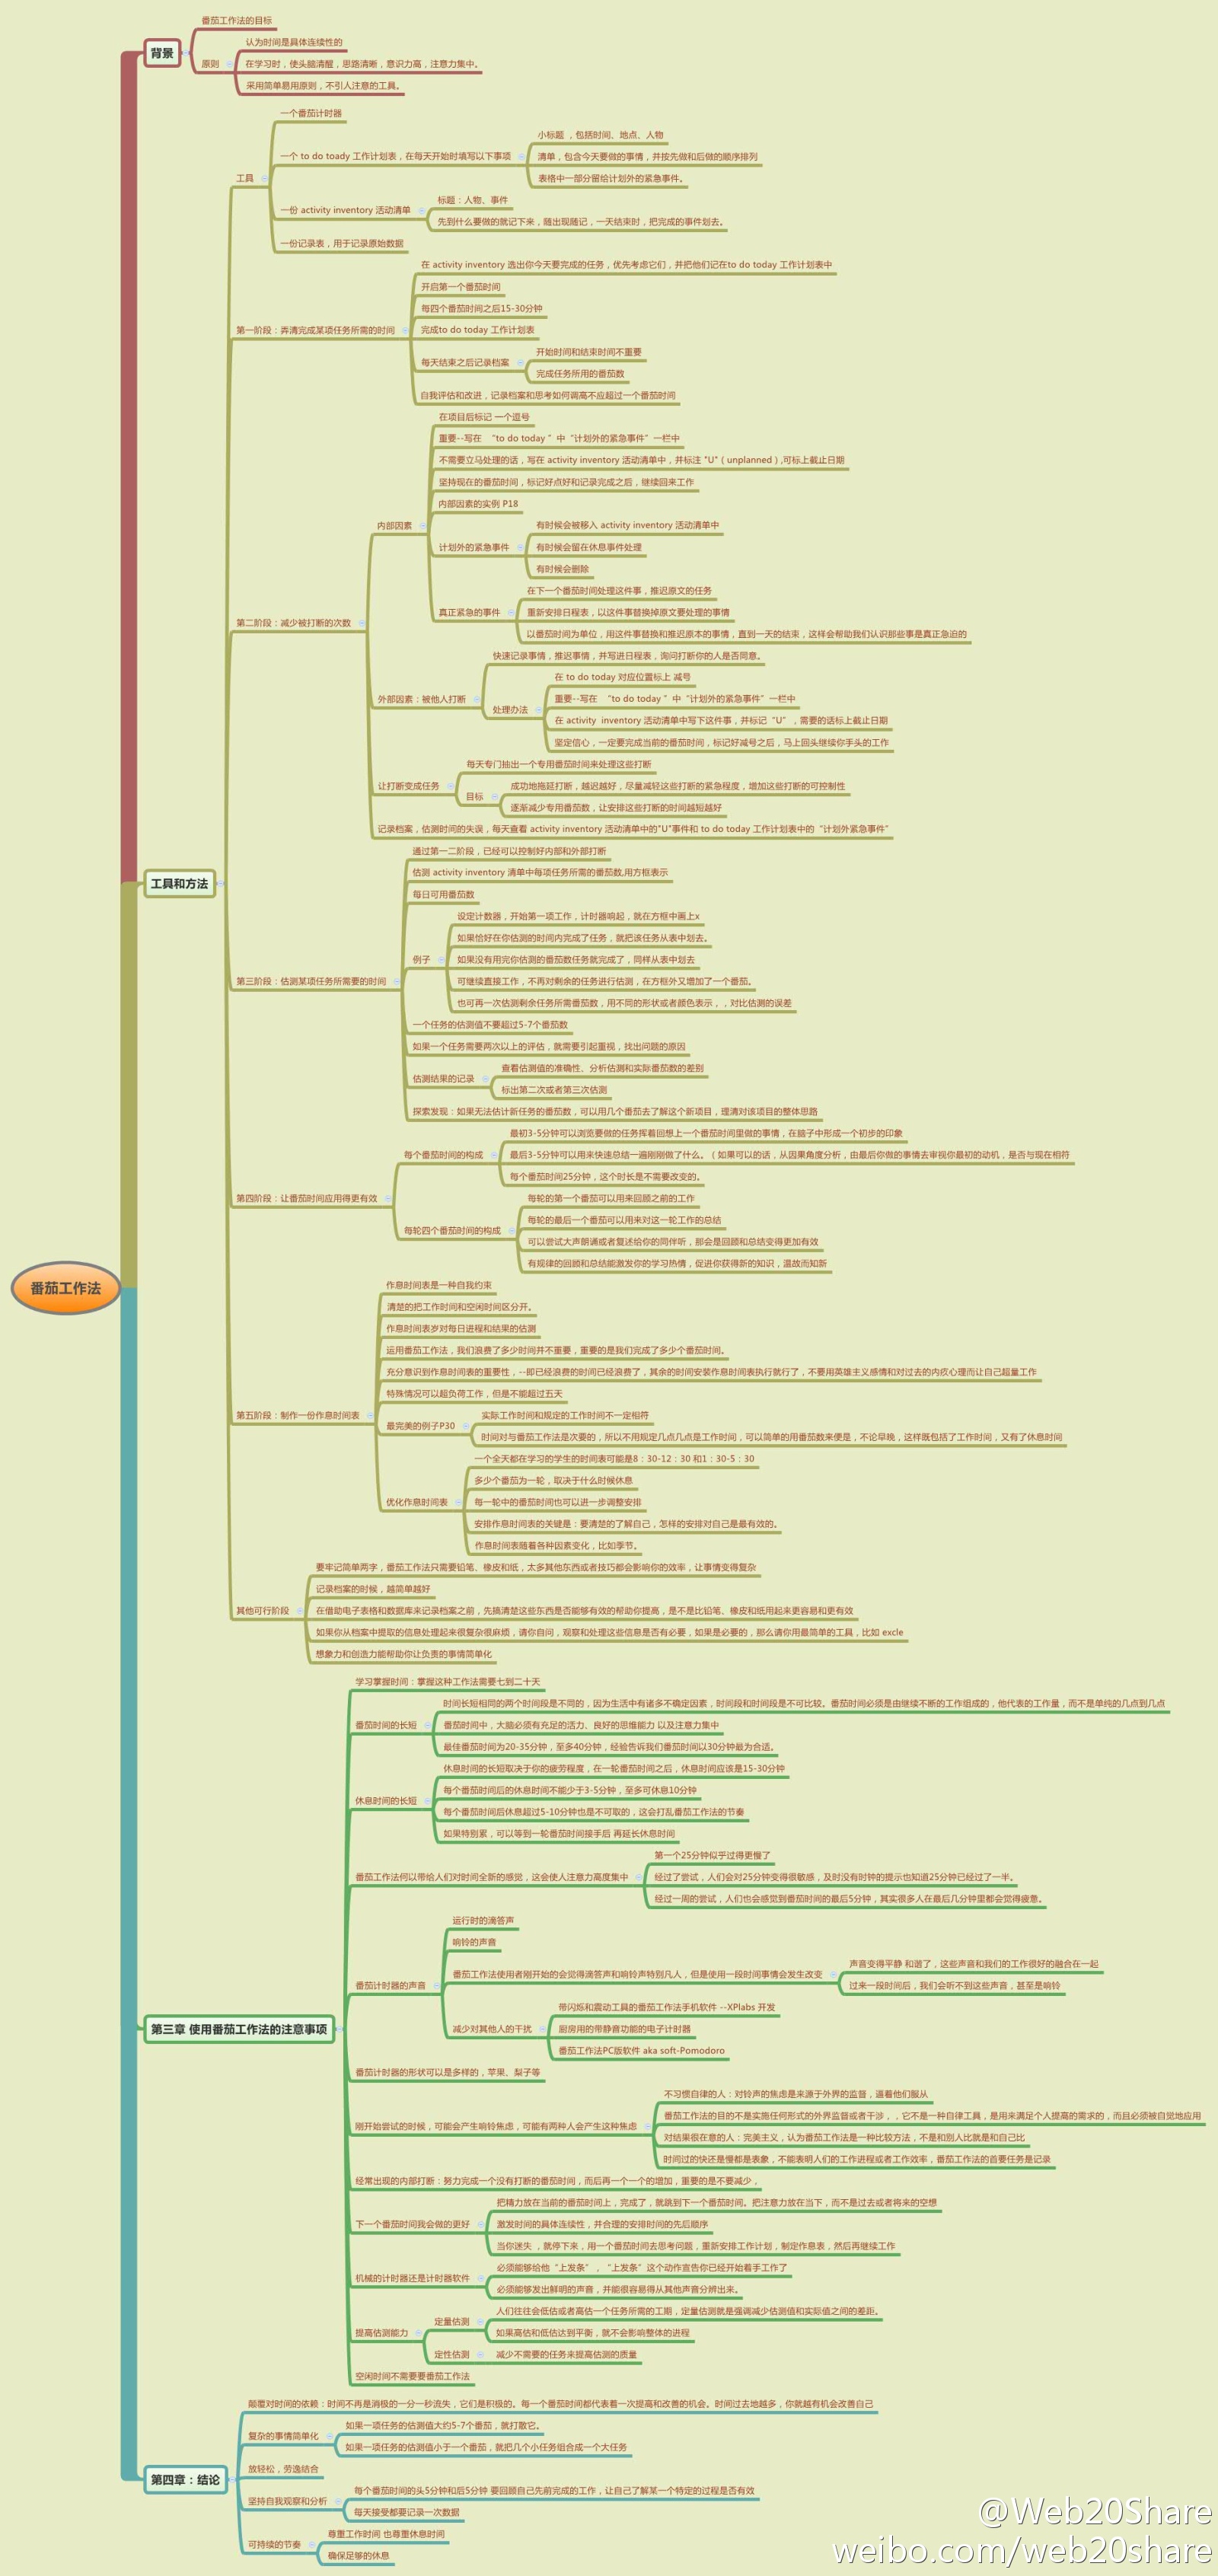 番茄工作法
背景
番茄工作法的目标
原则
认为时间是具体连续性的
在学习时，使头脑清醒，思路清晰，意识力高，注意力集中。
采用简单易用原则，不引人注意的工具。
工具和方法
工具
一个番茄计时器
一个 to do toady 工作计划表，在每天开始时填写以下事项
小标题 ，包括时间、地点、人物
清单，包含今天要做的事情，并按先做和后做的顺序排列
表格中一部分留给计划外的紧急事件。
一份 activity inventory 活动清单
标题：人物、事件
先到什么要做的就记下来，随出现随记，一天结束时，把完成的事件划去。
一份记录表，用于记录原始数据
第一阶段：弄清完成某项任务所需的时间
在 activity inventory 选出你今天要完成的任务，优先考虑它们，并把他们记在to do today 工作计划表中
开启第一个番茄时间
每四个番茄时间之后15-30分钟
完成to do today 工作计划表
每天结束之后记录档案
开始时间和结束时间不重要
完成任务所用的番茄数
自我评估和改进，记录档案和思考如何调高不应超过一个番茄时间
第二阶段：减少被打断的次数
内部因素
在项目后标记 一个逗号
重要--写在 “to do today ”中“计划外的紧急事件”一栏中
不需要立马处理的话，写在 activity inventory 活动清单中，并标注 "U"（unplanned）,可标上截止日期
坚持现在的番茄时间，标记好点好和记录完成之后，继续回来工作
内部因素的实例 P18
计划外的紧急事件
有时候会被移入 activity inventory 活动清单中
有时候会留在休息事件处理
有时候会删除
真正紧急的事件
在下一个番茄时间处理这件事，推迟原文的任务
重新安排日程表，以这件事替换掉原文要处理的事情
以番茄时间为单位，用这件事替换和推迟原本的事情，直到一天的结束，这样会帮助我们认识那些事是真正急迫的
外部因素：被他人打断
快速记录事情，推迟事情，并写进日程表，询问打断你的人是否同意。
处理办法
在 to do today 对应位置标上 减号
重要--写在 “to do today ”中“计划外的紧急事件”一栏中
在 activity inventory 活动清单中写下这件事，并标记“U”，需要的话标上截止日期
坚定信心，一定要完成当前的番茄时间，标记好减号之后，马上回头继续你手头的工作
让打断变成任务
每天专门抽出一个专用番茄时间来处理这些打断
目标
成功地拖延打断，越迟越好，尽量减轻这些打断的紧急程度，增加这些打断的可控制性
逐渐减少专用番茄数，让安排这些打断的时间越短越好
记录档案，估测时间的失误，每天查看 activity inventory 活动清单中的"U"事件和 to do today 工作计划表中的“计划外紧急事件”
第三阶段：估测某项任务所需要的时间
通过第一二阶段，已经可以控制好内部和外部打断
估测 activity inventory 清单中每项任务所需的番茄数,用方框表示
每日可用番茄数
例子
设定计数器，开始第一项工作，计时器响起，就在方框中画上x
如果恰好在你估测的时间内完成了任务，就把该任务从表中划去。
如果没有用完你估测的番茄数任务就完成了，同样从表中划去
可继续直接工作，不再对剩余的任务进行估测，在方框外又增加了一个番茄。
也可再一次估测剩余任务所需番茄数，用不同的形状或者颜色表示，，对比估测的误差
一个任务的估测值不要超过5-7个番茄数
如果一个任务需要两次以上的评估，就需要引起重视，找出问题的原因
估测结果的记录
查看估测值的准确性、分析估测和实际番茄数的差别
标出第二次或者第三次估测
探索发现：如果无法估计新任务的番茄数，可以用几个番茄去了解这个新项目，理清对该项目的整体思路
第四阶段：让番茄时间应用得更有效
每个番茄时间的构成
最初3-5分钟可以浏览要做的任务挥着回想上一个番茄时间里做的事情，在脑子中形成一个初步的印象
最后3-5分钟可以用来快速总结一遍刚刚做了什么。（如果可以的话，从因果角度分析，由最后你做的事情去审视你最初的动机，是否与现在相符
每个番茄时间25分钟，这个时长是不需要改变的。
每轮四个番茄时间的构成
每轮的第一个番茄可以用来回顾之前的工作
每轮的最后一个番茄可以用来对这一轮工作的总结
可以尝试大声朗诵或者复述给你的同伴听，那会是回顾和总结变得更加有效
有规律的回顾和总结能激发你的学习热情，促进你获得新的知识，温故而知新
第五阶段：制作一份作息时间表
作息时间表是一种自我约束
清楚的把工作时间和空闲时间区分开。
作息时间表岁对每日进程和结果的估测
运用番茄工作法，我们浪费了多少时间并不重要，重要的是我们完成了多少个番茄时间。
充分意识到作息时间表的重要性，--即已经浪费的时间已经浪费了，其余的时间安装作息时间表执行就行了，不要用英雄主义感情和对过去的内疚心理而让自己超量工作
特殊情况可以超负荷工作，但是不能超过五天
最完美的例子P30
实际工作时间和规定的工作时间不一定相符
时间对与番茄工作法是次要的，所以不用规定几点几点是工作时间，可以简单的用番茄数来便是，不论早晚，这样既包括了工作时间，又有了休息时间
优化作息时间表
一个全天都在学习的学生的时间表可能是8：30-12：30 和1：30-5：30
多少个番茄为一轮，取决于什么时候休息
每一轮中的番茄时间也可以进一步调整安排
安排作息时间表的关键是：要清楚的了解自己，怎样的安排对自己是最有效的。
作息时间表随着各种因素变化，比如季节。
其他可行阶段
要牢记简单两字，番茄工作法只需要铅笔、橡皮和纸，太多其他东西或者技巧都会影响你的效率，让事情变得复杂
记录档案的时候，越简单越好
在借助电子表格和数据库来记录档案之前，先搞清楚这些东西是否能够有效的帮助你提高，是不是比铅笔、橡皮和纸用起来更容易和更有效
如果你从档案中提取的信息处理起来很复杂很麻烦，请你自问，观察和处理这些信息是否有必要，如果是必要的，那么请你用最简单的工具，比如 excle
想象力和创造力能帮助你让负责的事情简单化
第三章 使用番茄工作法的注意事项
学习掌握时间：掌握这种工作法需要七到二十天
番茄时间的长短
时间长短相同的两个时间段是不同的，因为生活中有诸多不确定因素，时间段和时间段是不可比较。番茄时间必须是由继续不断的工作组成的，他代表的工作量，而不是单纯的几点到几点
番茄时间中，大脑必须有充足的活力、良好的思维能力 以及注意力集中
最佳番茄时间为20-35分钟，至多40分钟，经验告诉我们番茄时间以30分钟最为合适。
休息时间的长短
休息时间的长短取决于你的疲劳程度，在一轮番茄时间之后，休息时间应该是15-30分钟
每个番茄时间后的休息时间不能少于3-5分钟，至多可休息10分钟
每个番茄时间后休息超过5-10分钟也是不可取的，这会打乱番茄工作法的节奏
如果特别累，可以等到一轮番茄时间接手后 再延长休息时间
番茄工作法何以带给人们对时间全新的感觉，这会使人注意力高度集中
第一个25分钟似乎过得更慢了
经过了尝试，人们会对25分钟变得很敏感，及时没有时钟的提示也知道25分钟已经过了一半。
经过一周的尝试，人们也会感觉到番茄时间的最后5分钟，其实很多人在最后几分钟里都会觉得疲惫。
番茄计时器的声音
运行时的滴答声
响铃的声音
番茄工作法使用者刚开始的会觉得滴答声和响铃声特别凡人，但是使用一段时间事情会发生改变
声音变得平静 和谐了，这些声音和我们的工作很好的融合在一起
过来一段时间后，我们会听不到这些声音，甚至是响铃
减少对其他人的干扰
带闪烁和震动工具的番茄工作法手机软件 --XPlabs 开发
厨房用的带静音功能的电子计时器
番茄工作法PC版软件 aka soft-Pomodoro
番茄计时器的形状可以是多样的，苹果、梨子等
刚开始尝试的时候，可能会产生响铃焦虑，可能有两种人会产生这种焦虑
不习惯自律的人：对铃声的焦虑是来源于外界的监督，逼着他们服从
番茄工作法的目的不是实施任何形式的外界监督或者干涉，，它不是一种自律工具，是用来满足个人提高的需求的，而且必须被自觉地应用
对结果很在意的人：完美主义，认为番茄工作法是一种比较方法，不是和别人比就是和自己比
时间过的快还是慢都是表象，不能表明人们的工作进程或者工作效率，番茄工作法的首要任务是记录
经常出现的内部打断：努力完成一个没有打断的番茄时间，而后再一个一个的增加，重要的是不要减少，
下一个番茄时间我会做的更好
把精力放在当前的番茄时间上，完成了，就跳到下一个番茄时间。把注意力放在当下，而不是过去或者将来的空想
激发时间的具体连续性，并合理的安排时间的先后顺序
当你迷失 ，就停下来，用一个番茄时间去思考问题，重新安排工作计划，制定作息表，然后再继续工作
机械的计时器还是计时器软件
必须能够给他“上发条”，“上发条”这个动作宣告你已经开始着手工作了
必须能够发出鲜明的声音，并能很容易得从其他声音分辨出来。
提高估测能力
定量估测
人们往往会低估或者高估一个任务所需的工期，定量估测就是强调减少估测值和实际值之间的差距。
如果高估和低估达到平衡，就不会影响整体的进程
定性估测
减少不需要的任务来提高估测的质量
空闲时间不需要要番茄工作法
第四章：结论
颠覆对时间的依赖：时间不再是消极的一分一秒流失，它们是积极的。每一个番茄时间都代表着一次提高和改善的机会。时间过去地越多，你就越有机会改善自己
复杂的事情简单化
如果一项任务的估测值大约5-7个番茄，就打散它。
如果一项任务的估测值小于一个番茄，就把几个小任务组合成一个大任务
放轻松，劳逸结合
坚持自我观察和分析
每个番茄时间的头5分钟和后5分钟 要回顾自己先前完成的工作，让自己了解某一个特定的过程是否有效
每天接受都要记录一次数据
可持续的节奏
尊重工作时间 也尊重休息时间
确保足够的休息
@Web20Share
weibo.com/web20share